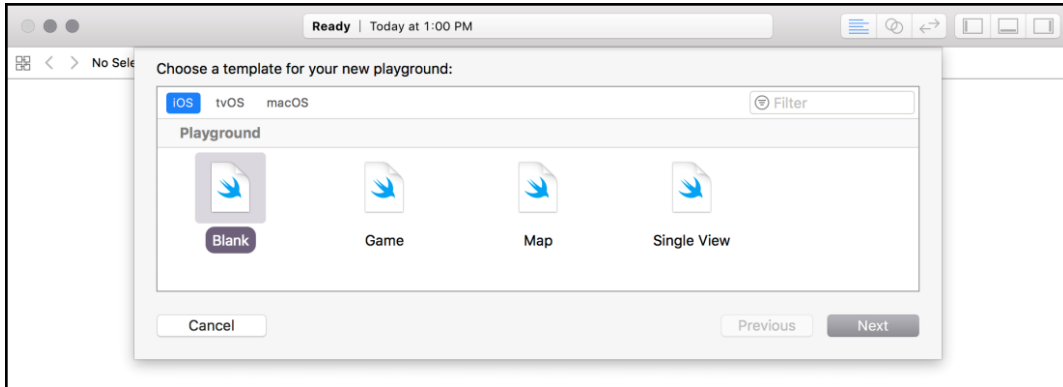 Ready | Today at 1:00 PM
No Sele
Choose a template for your new playground:
iOS tvOS macOS Filter
Playground
Blank Game Map Single View
Cancel Previous Next